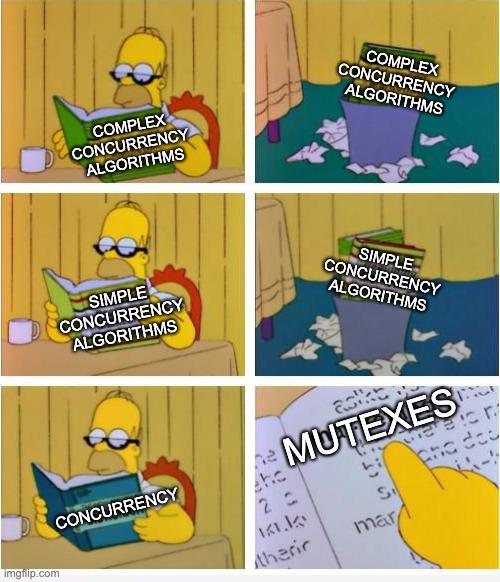 COMPLEX
CONCURRENCY
ALGORITHMS
COMPLEX
CONCURRENCY
ALGORITHMS
SIMPLE
CONCURRENCY
ALGORITHMS
SIMPLE
CONCURRENCY
ALGORITHMS
CONCURRENCY
MUTEXES
imgflip.com